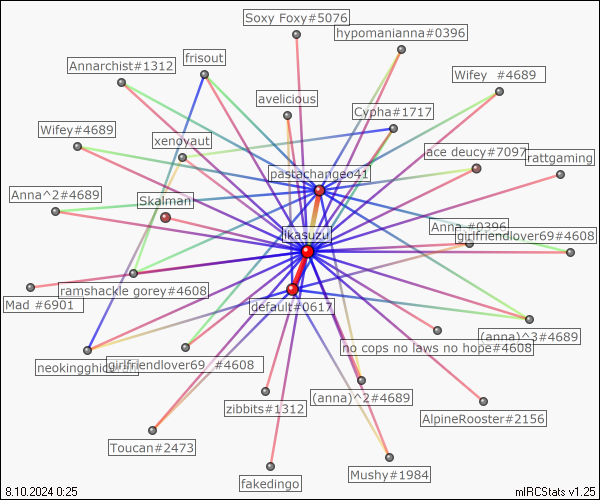 Soxy Foxy#5076
hypomanianna#0396
frisout
Annarchist#1312
Wifey #4689
avelicious
Cypha#1717
Wifey#4689
xenoyaut
ace deucy#7097
rattgaming
pastachangeo41
Anna^2#4689
Skalman
Anna #0396
ikasuzu
girlfriendlover69#4608
ramshackle gorey#4608
Mad #6901
default#0617
(anna)^3#4689
no cops no laws no hope#4608
girlfriendlover69 #4608
(anna)^2#4689
zibbits#1312
AlpineRooster#2156
Toucan#2473
Mushy#1984
fakedingo
8.10.2024 0:25
mIRCStats v1.25